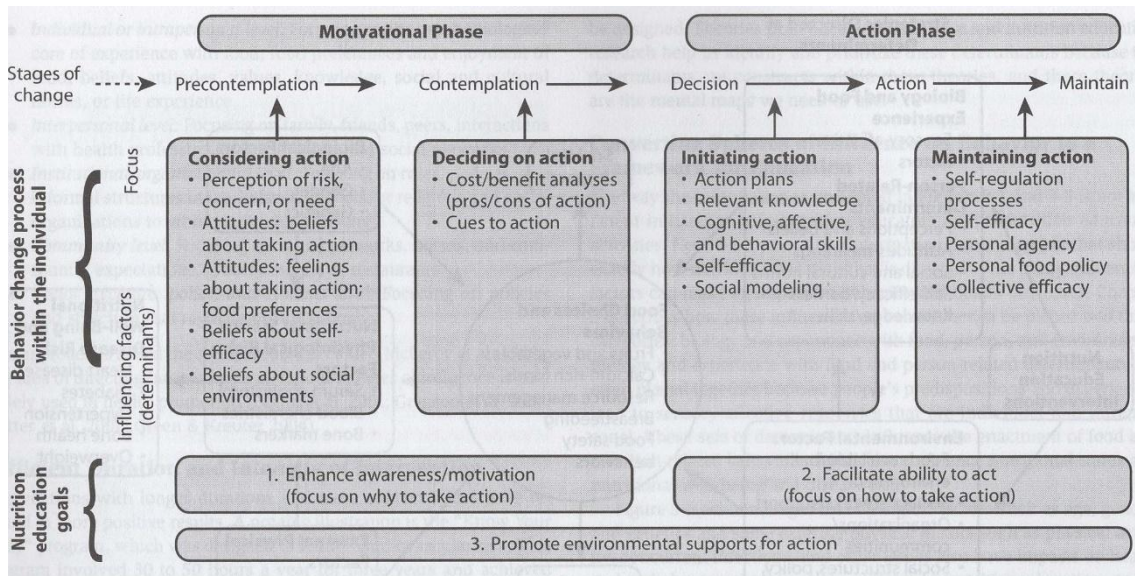 Motivational Phase
Action Phase
Stages of
change
Precontemplation
Contemplation
Decision
Action
Maintain
Behavior change process
within the individual
Focus
Influencing factor
(determinants)
Considering action
• Perception of risk,
concern, or need
• Attitudes: beliefs
about taking action
• Attitudes: feelings
about taking action;
food preferences
• Beliefs about self-
efficacy
• Beliefs about social
environments
Deciding on action
• Cost/benefit analyses
(pros/cons of action)
• Cues to action
Initiating action
• Action plans
• Relevant knowledge
• Cognitive, affective,
and behavioral skills
• Self-efficacy
• Social modeling
Maintaining action
• Self-regulation
processes
• Self-efficacy
• Personal agency
• Personal food policy
• Collective efficacy
Nutrition
education
goals
1. Enhance awareness/motivation
(focus on why to take action)
2. Facilitate ability to act
(focus on how to take action)
3. Promote environmental supports for action